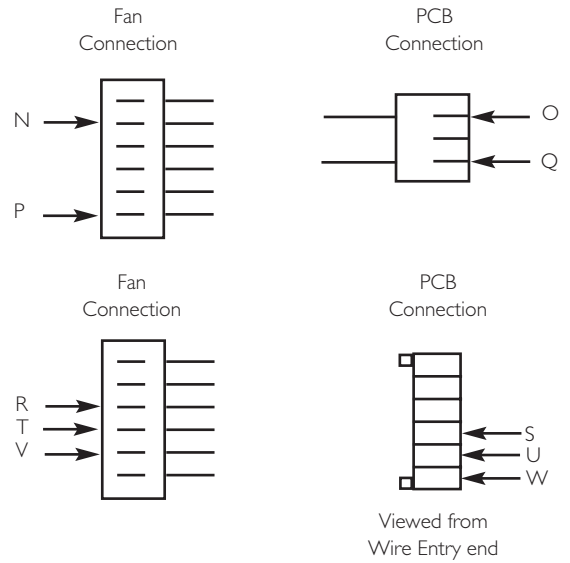 Fan
Connection
PCB
Connection
N
P
O
Q
Fan
Connection
PCB
Connection
R
T
V
S
U
W
Viewed from
Wire Entry end